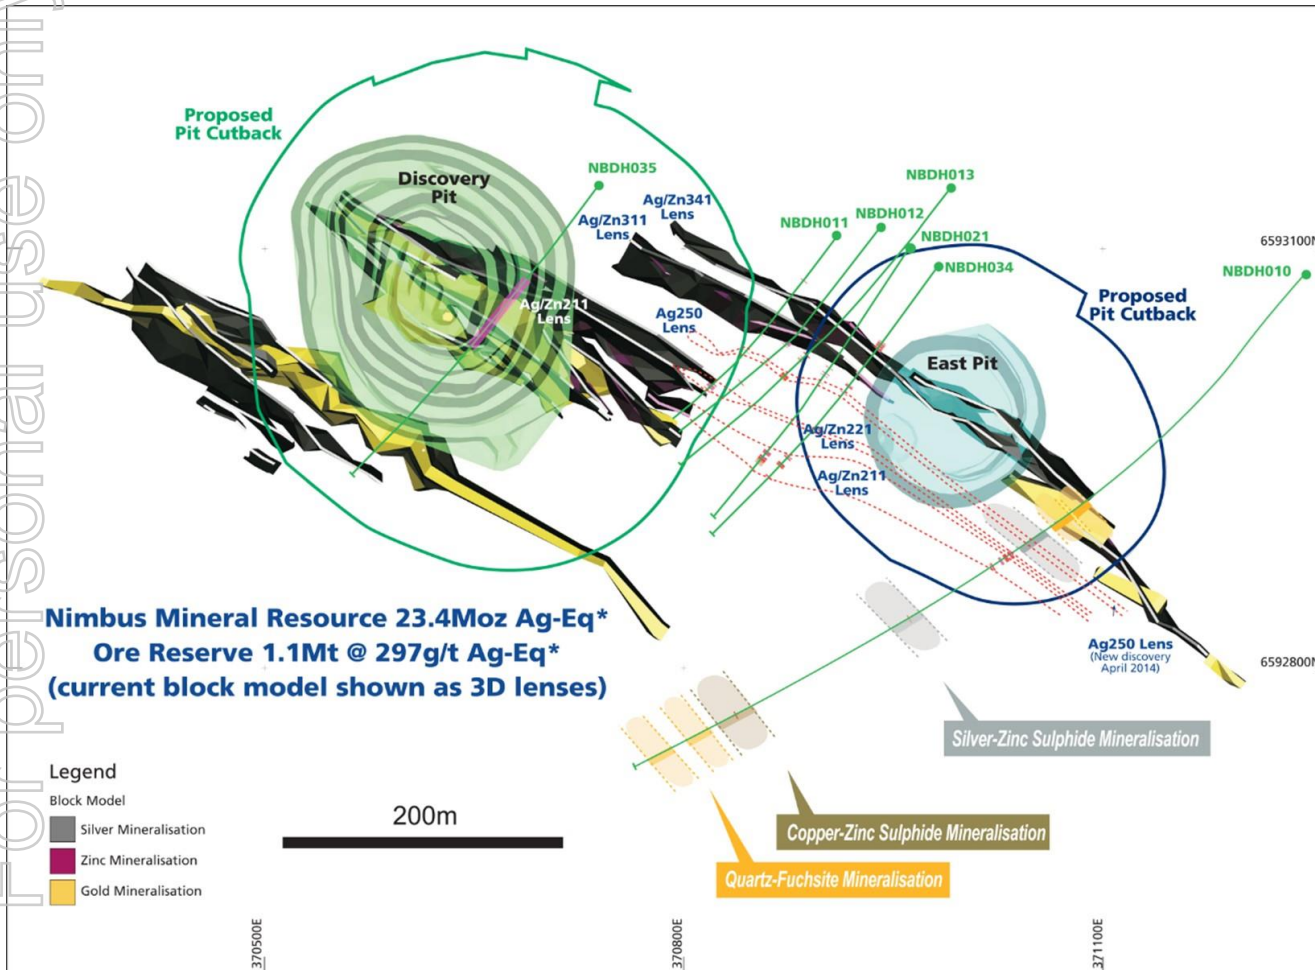 For personal use only
Proposed
Pit Cutback
Discovery
Pit
NBDH035
Ag/Zn341
Lens
Ag/Zn311
Lens
NBDH013
NBDH012
NBDH011
NBDH021
NBDH034
NBDH010
6593100N
Ag/Zn211
Lens
Ag250
Lens
Proposed
Pit Cutback
East Pit
Ag/Zn221
Lens
Ag/Zn211
Lens
Nimbus Mineral Resource 23.4Moz Ag-Eq*
Ore Reserve 1.1Mt @ 297g/t Ag-Eq*
(current block model shown as 3D lenses)
Ag250 Lens
(New discovery
April 2014)
6592800N
Silver-Zinc Sulphide Mineralisation
Copper-Zinc Sulphide Mineralisation
Quartz-Fuchsite Mineralisation
Legend
Block Model
Silver Mineralisation
Zinc Mineralisation
Gold Mineralisation
200m
370500E
370800E
371100E